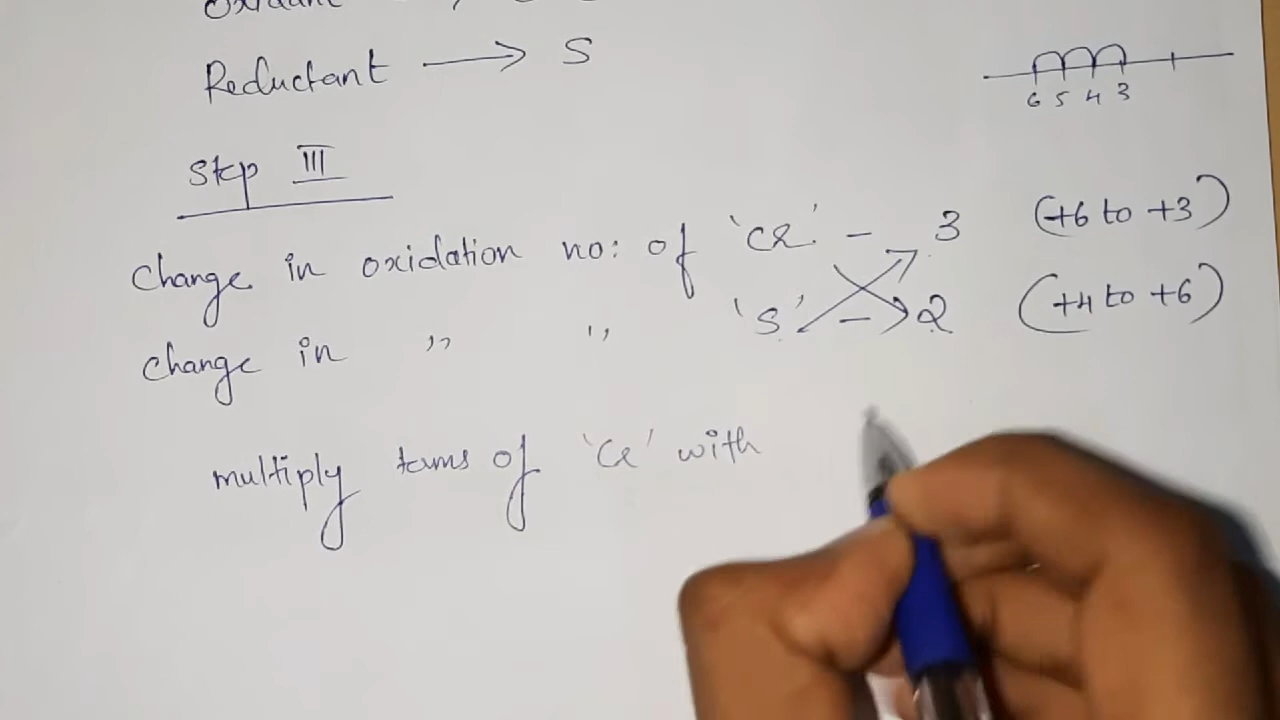 Oxidant
Reductant → S
6 5 4 3
Step III
Change in oxidation no: of 'Cr' - 3 (+6 to +3)
Change in " " 's' - 2 (+4 to +6)
multiply terms of 'Cr' with